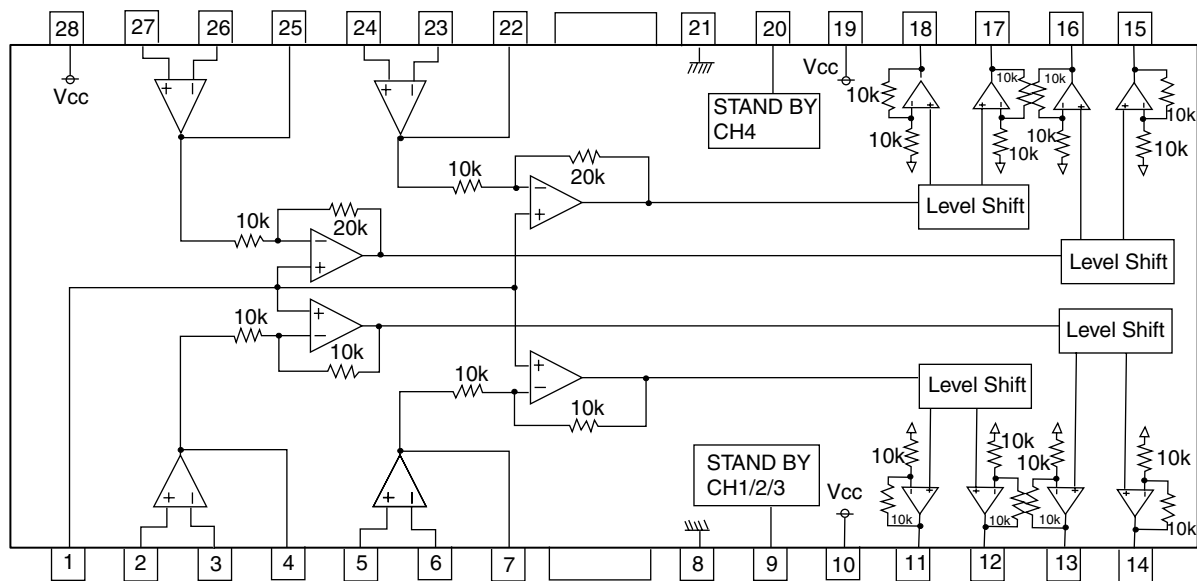 28 27 26 25 24 23 22 21 20 19 18 17 16 15
Vcc
+ −
+ −
STAND BY
CH4
Vcc
10k
10k
10k
10k
10k
10k
10k
10k
− +
+ −
− +
+ −
10k
20k
−
+
Level Shift
10k
20k
−
+
Level Shift
10k
+
−
10k
Level Shift
10k
+
−
10k
Level Shift
+ −
+ −
STAND BY
CH1/2/3
Vcc
10k
10k
10k
10k
10k
10k
10k
10k
− +
+ −
− +
+ −
1 2 3 4 5 6 7 8 9 10 11 12 13 14